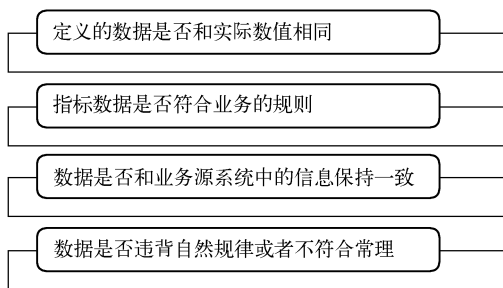 定义的数据是否和实际数值相同
指标数据是否符合业务的规则
数据是否和业务源系统中的信息保持一致
数据是否违背自然规律或者不符合常理